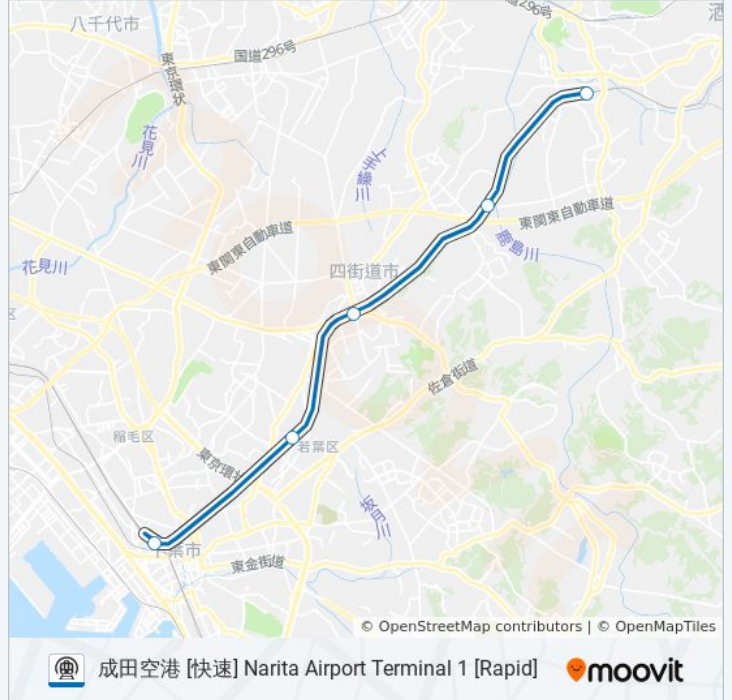 国道296号
道296号
酒
八千代市
国道296号
東京環状
花見川
手繰川
東関東自動車道
東関東自動車道
鹿島川
花見川
四街道市
区
佐倉街道
稲毛区
若葉区
東京環状
坂月川
千葉市
東金街道
© OpenStreetMap contributors | © OpenMapTiles
成田空港 [快速] Narita Airport Terminal 1 [Rapid]
moovit